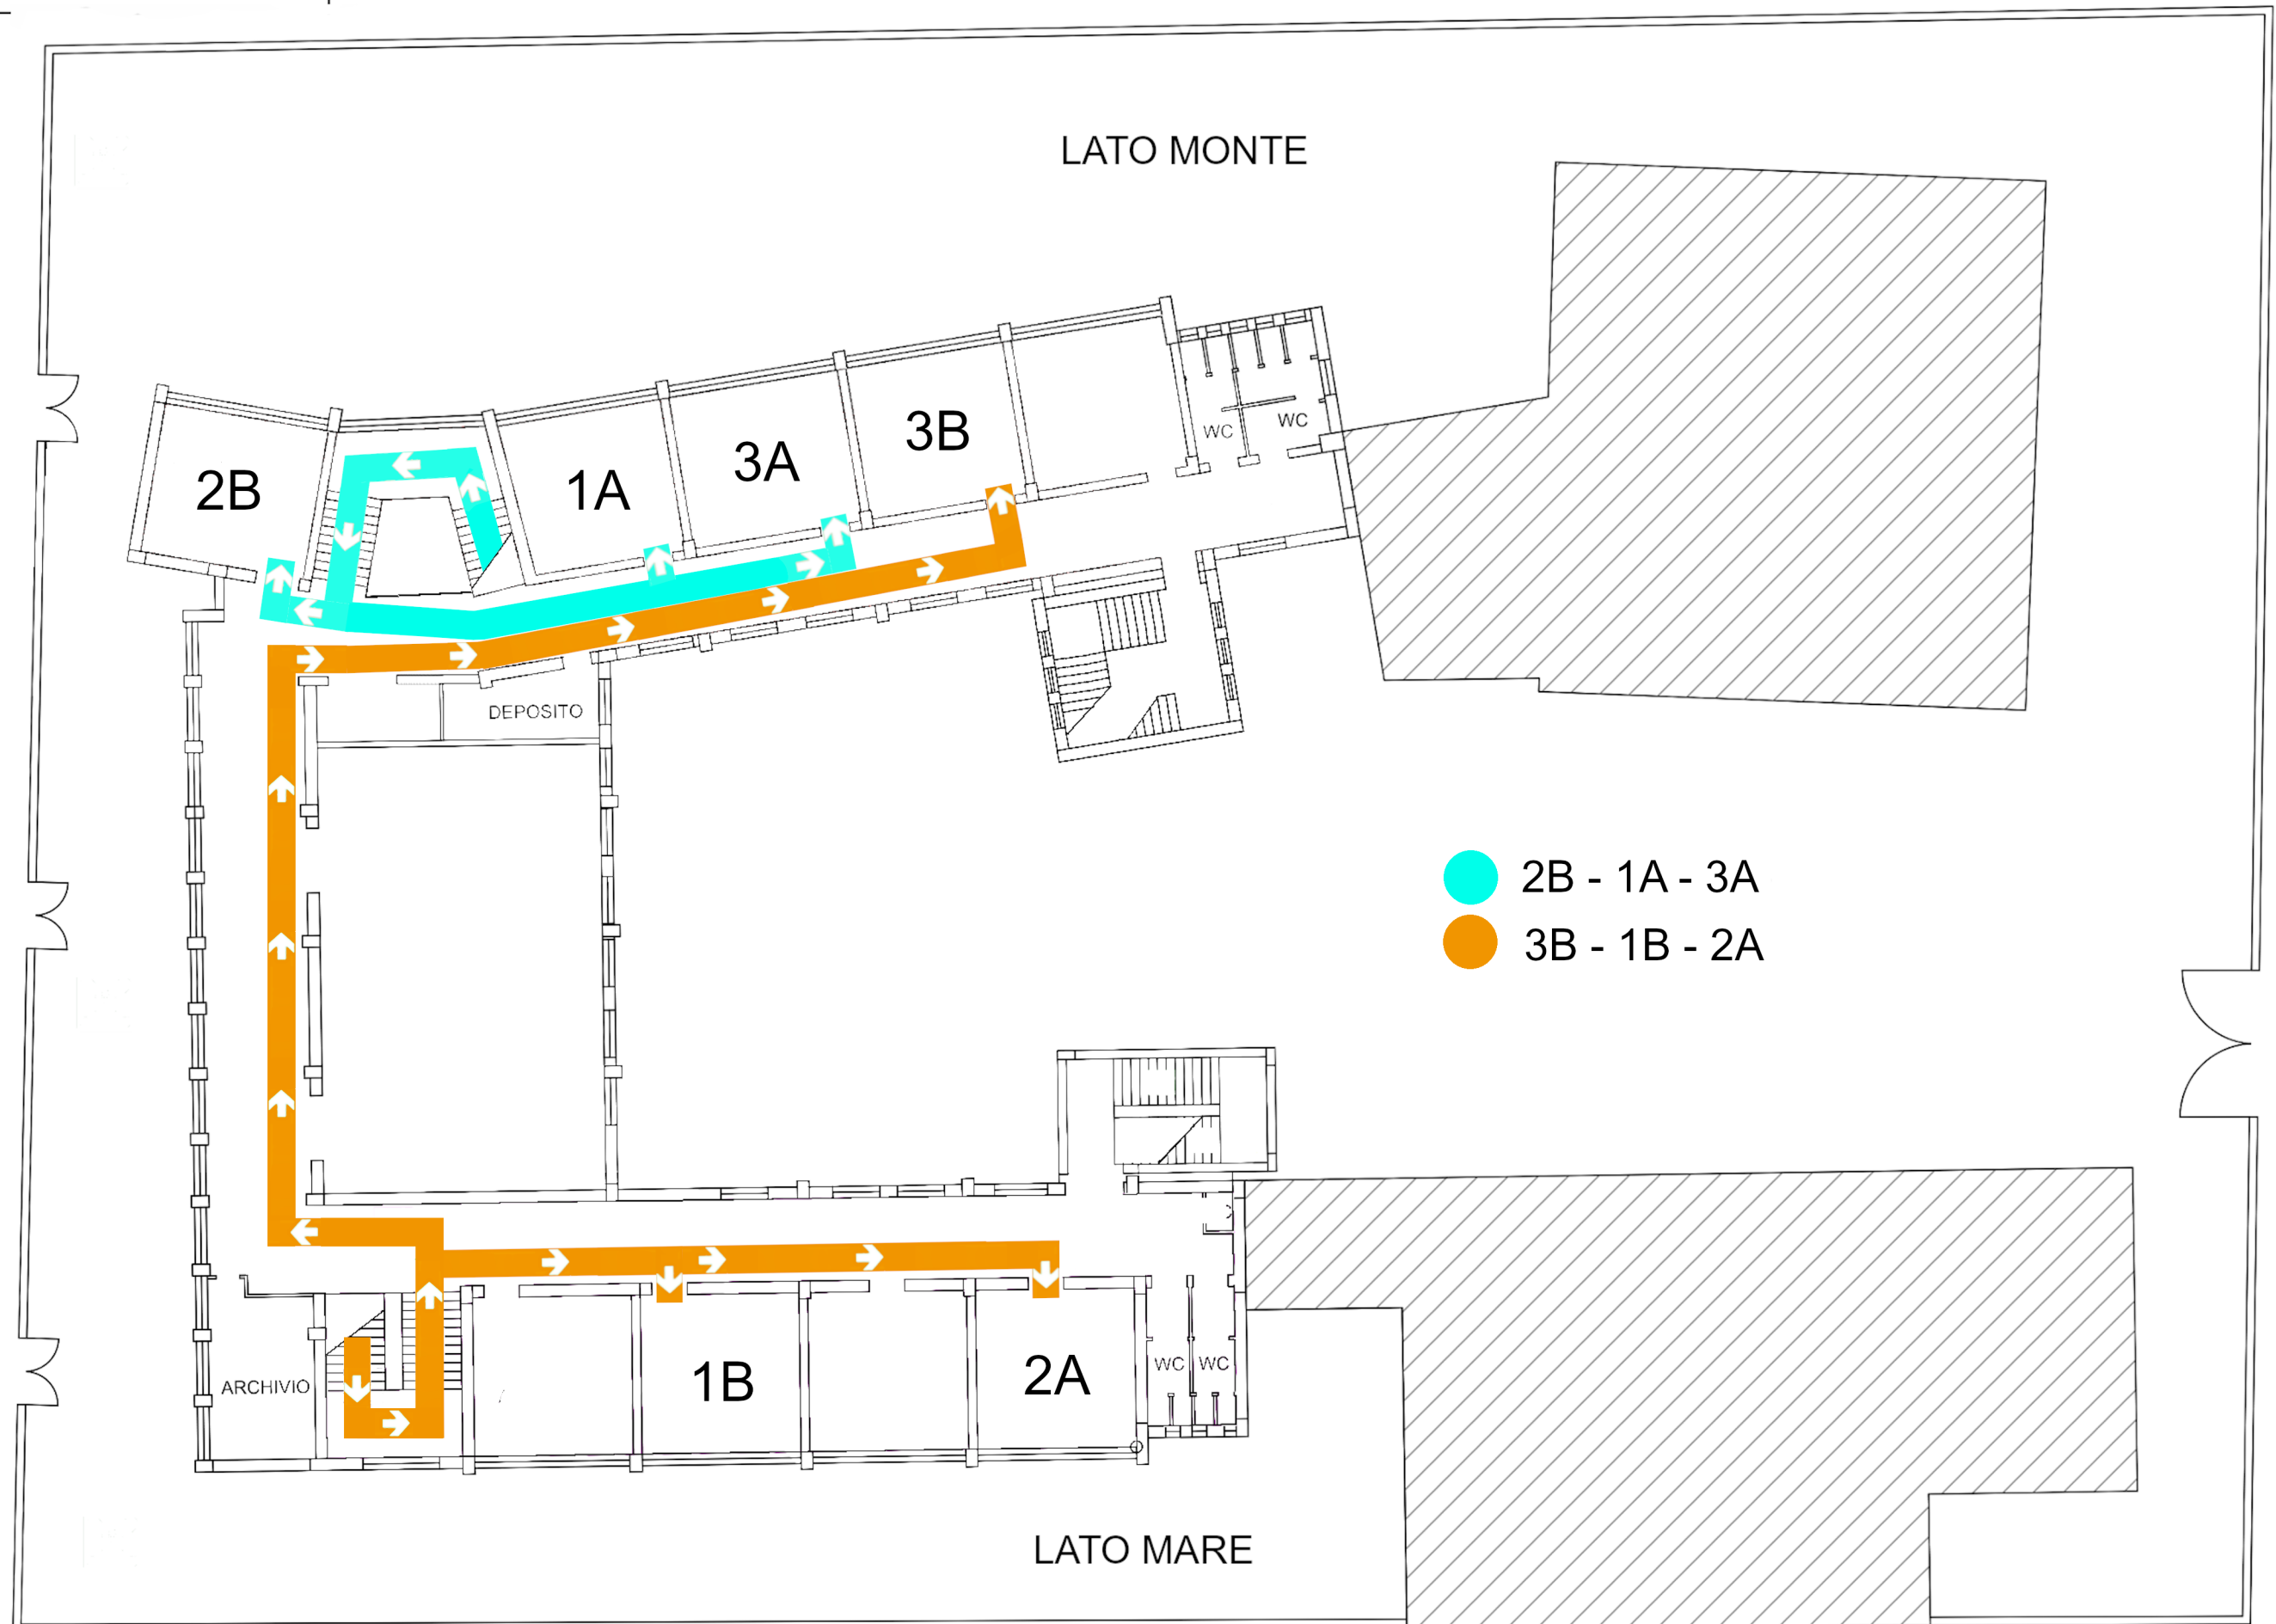 LATO MONTE
3B
WC
WC
3A
2B
1A
DEPOSITO
2B - 1A - 3A
3B - 1B - 2A
WC
WC
2A
1B
ARCHIVIO
LATO MARE